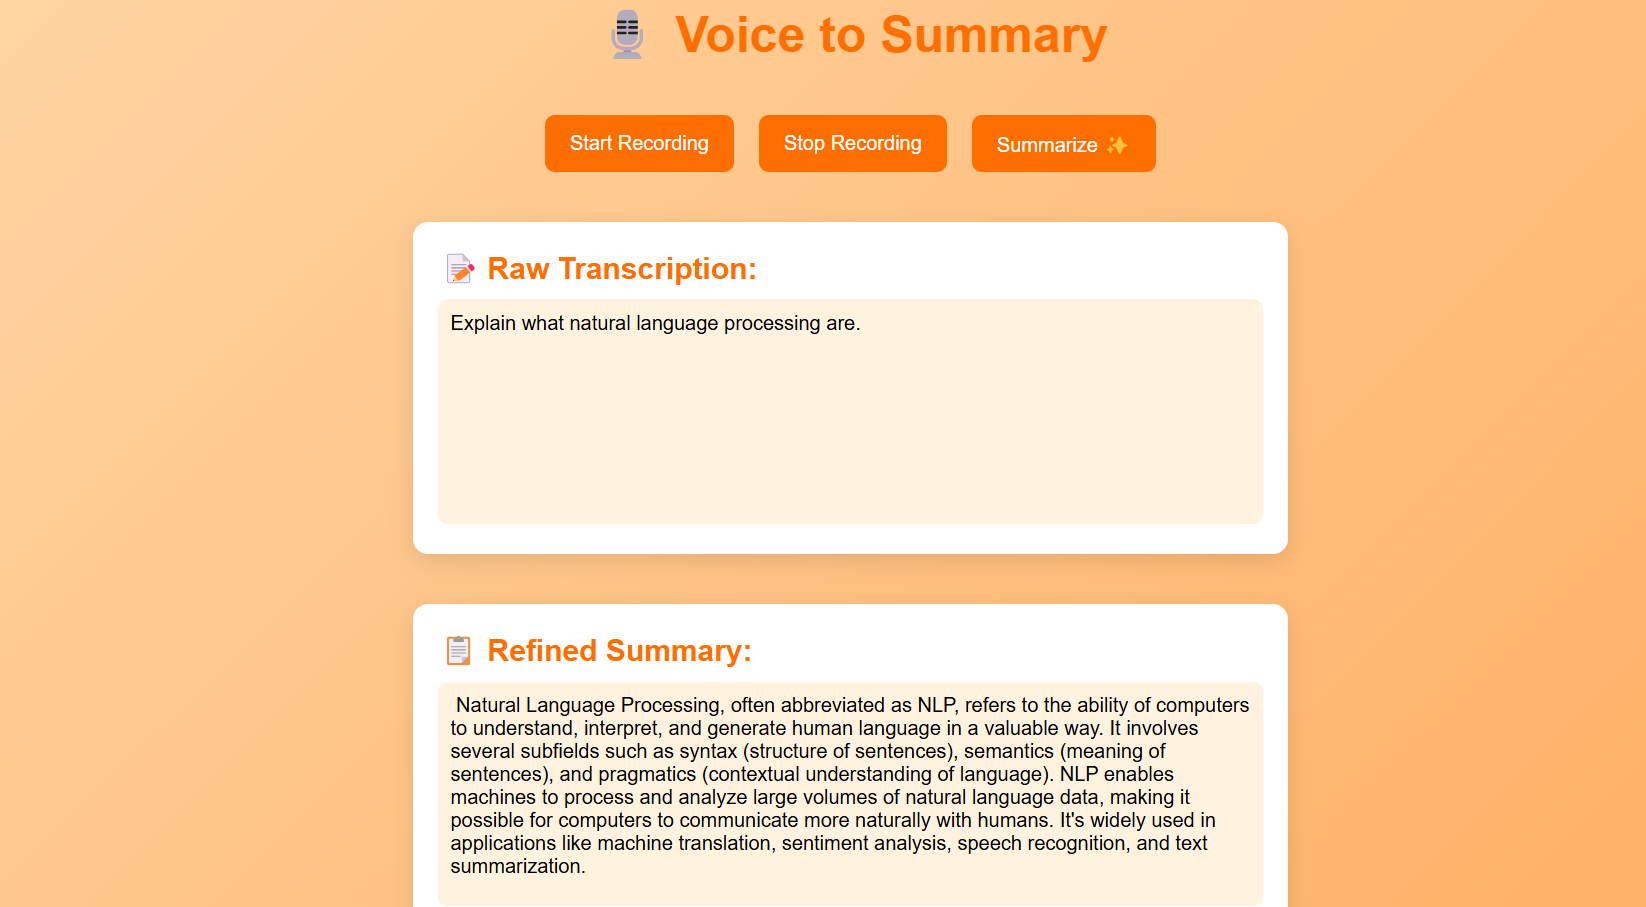 Voice to Summary
Start Recording
Stop Recording
Summarize ✨
Raw Transcription:
Explain what natural language processing are.
Refined Summary:
Natural Language Processing, often abbreviated as NLP, refers to the ability of computers
to understand, interpret, and generate human language in a valuable way. It involves
several subfields such as syntax (structure of sentences), semantics (meaning of
sentences), and pragmatics (contextual understanding of language). NLP enables
machines to process and analyze large volumes of natural language data, making it
possible for computers to communicate more naturally with humans. It's widely used in
applications like machine translation, sentiment analysis, speech recognition, and text
summarization.